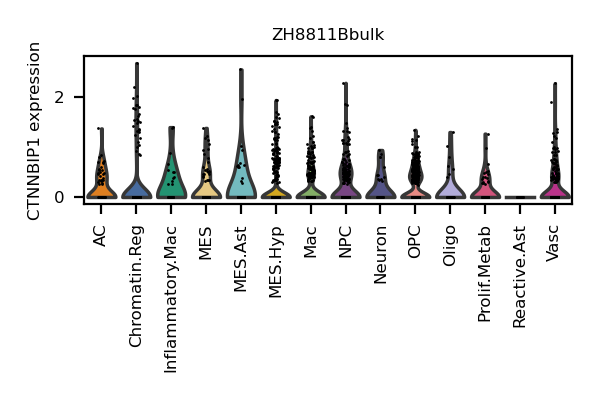 ZH8811Bbulk
CTNNBIP1 expression
2
0
AC
Chromatin.Reg
Inflammatory.Mac
MES
MES.Ast
MES.Hyp
Mac
NPC
Neuron
OPC
Oligo
Prolif.Metab
Reactive.Ast
Vasc